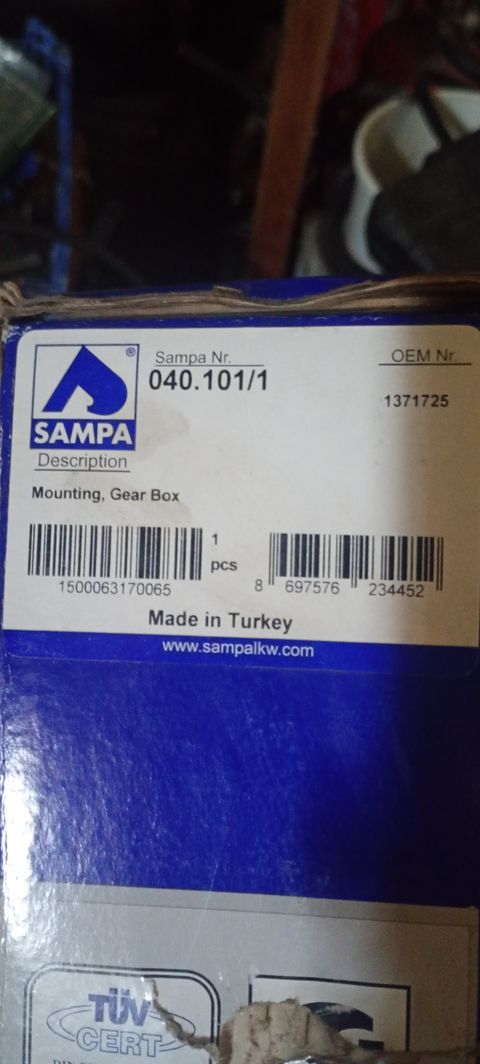 ®
SAMPA
Sampa Nr.
040.101/1
OEM Nr.
1371725
Description
Mounting, Gear Box
1
pcs
1500063170065
8 697576 234452
Made in Turkey
www.sampalkw.com
TÜV
CERT